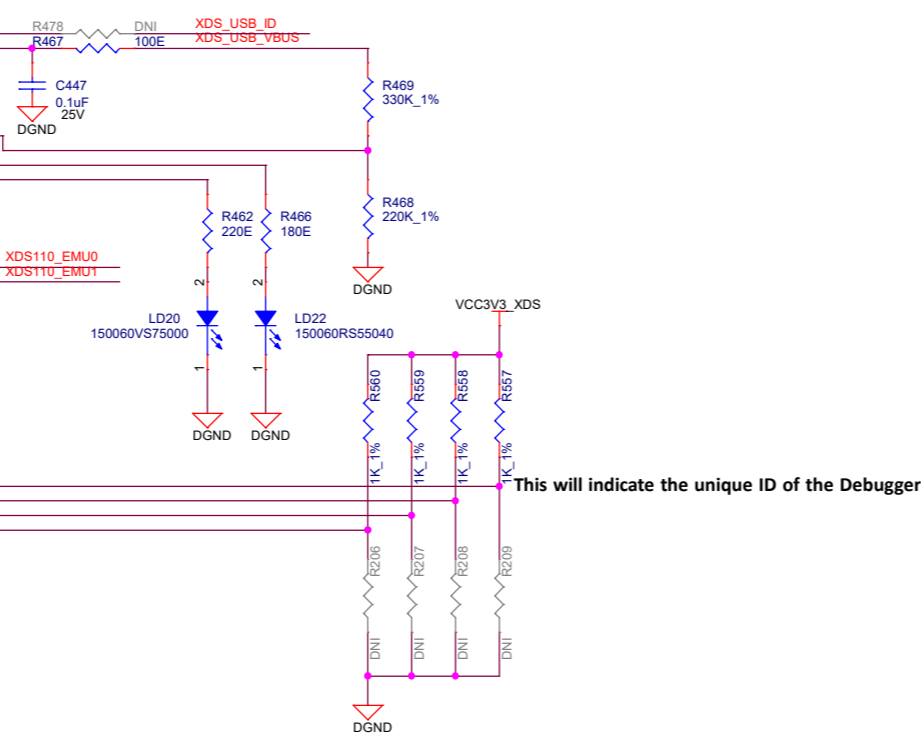 R478 DNI XDS_USB_ID
R467 100E XDS_USB_VBUS
C447
0.1uF
25V
DGND
R469
330K_1%
R468
220K_1%
DGND
R462
220E
R466
180E
XDS110_EMU0
XDS110_EMU1
2
2
LD20
150060VS75000
LD22
150060RS55040
1
1
DGND
DGND
VCC3V3_XDS
R560
R559
R558
R557
1K_1%
1K_1%
1K_1%
1K_1%
This will indicate the unique ID of the Debugger
R206
R207
R208
R209
DNI
DNI
DNI
DNI
DGND